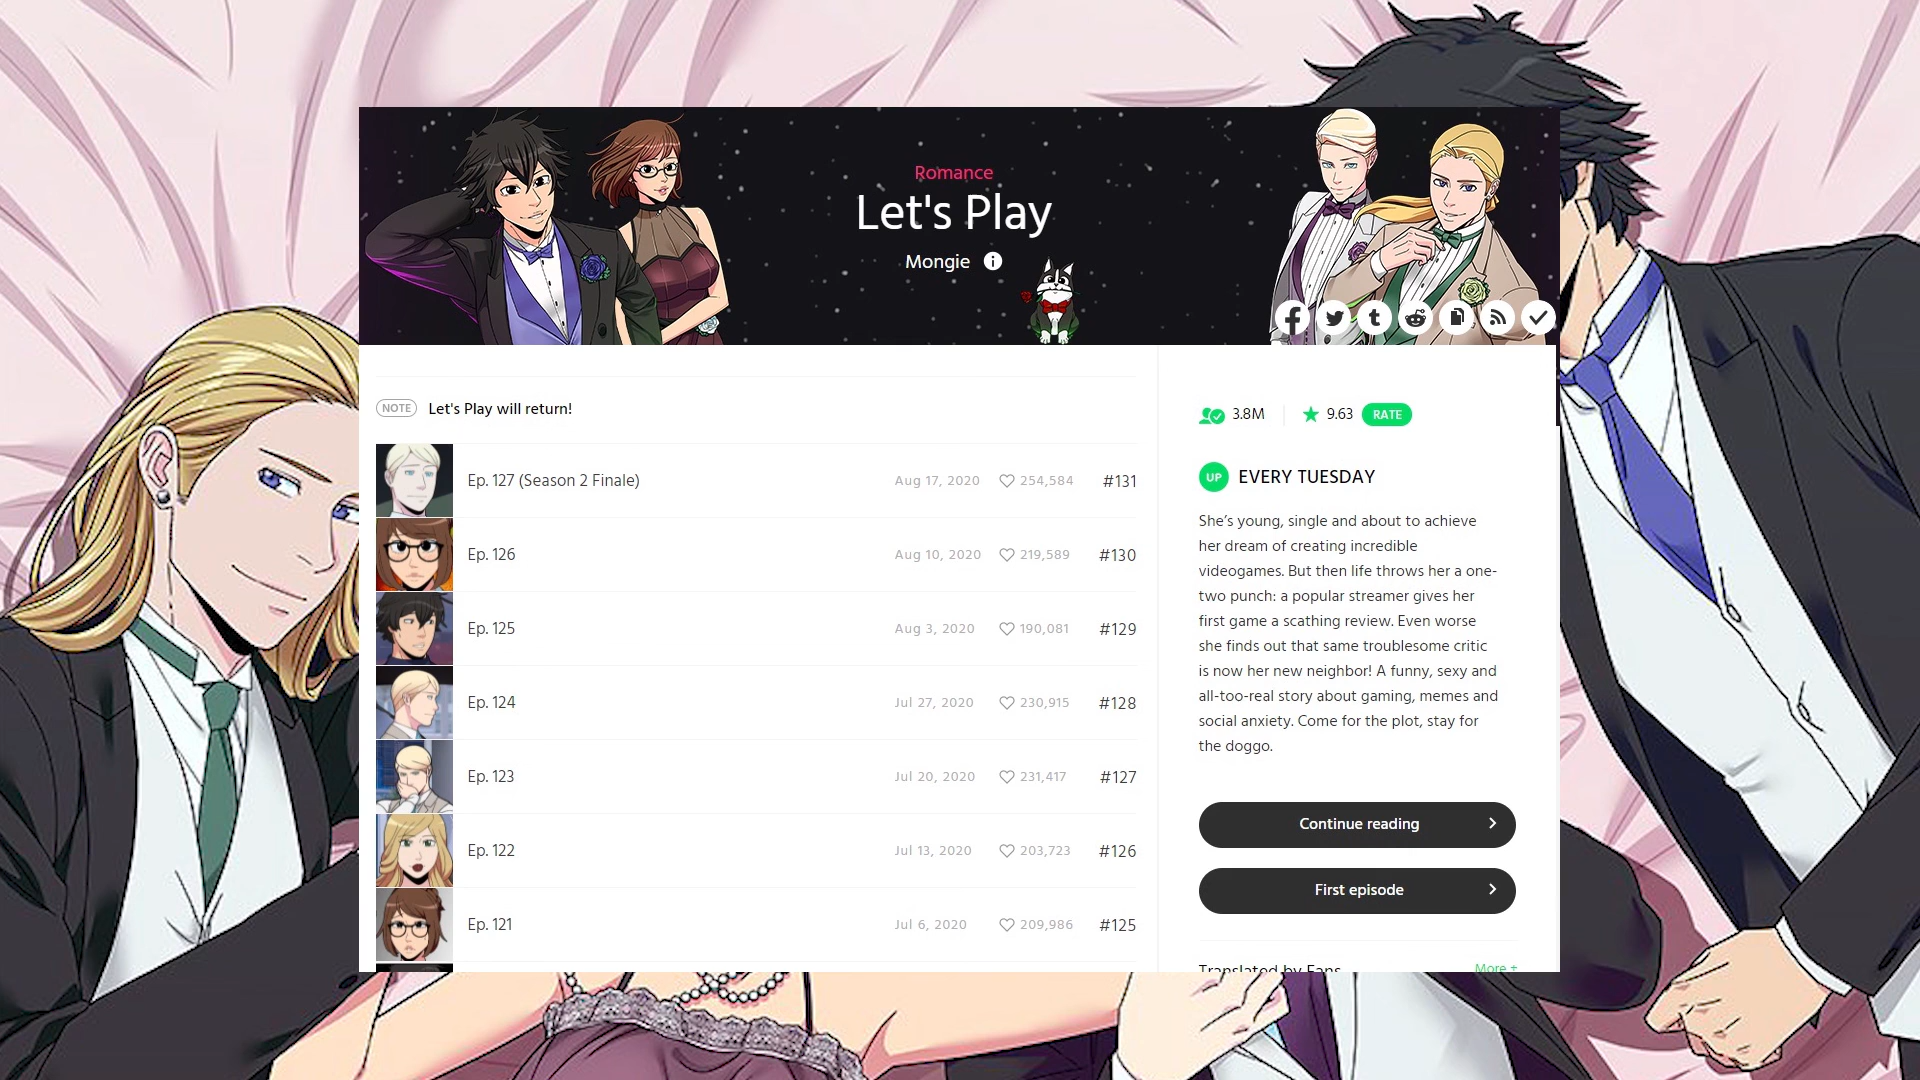 Romance
Let's Play
Mongie
NOTE Let's Play will return!
Ep. 127 (Season 2 Finale) Aug 17, 2020 254,584 #131
Ep. 126 Aug 10, 2020 219,589 #130
Ep. 125 Aug 3, 2020 190,081 #129
Ep. 124 Jul 27, 2020 230,915 #128
Ep. 123 Jul 20, 2020 231,417 #127
Ep. 122 Jul 13, 2020 203,723 #126
Ep. 121 Jul 6, 2020 209,986 #125
3.8M 9.63 RATE
UP EVERY TUESDAY
She’s young, single and about to achieve
her dream of creating incredible
videogames. But then life throws her a one-
two punch: a popular streamer gives her
first game a scathing review. Even worse
she finds out that same troublesome critic
is now her new neighbor! A funny, sexy and
all-too-real story about gaming, memes and
social anxiety. Come for the plot, stay for
the doggo.
Continue reading
First episode
Translated by Fans More +